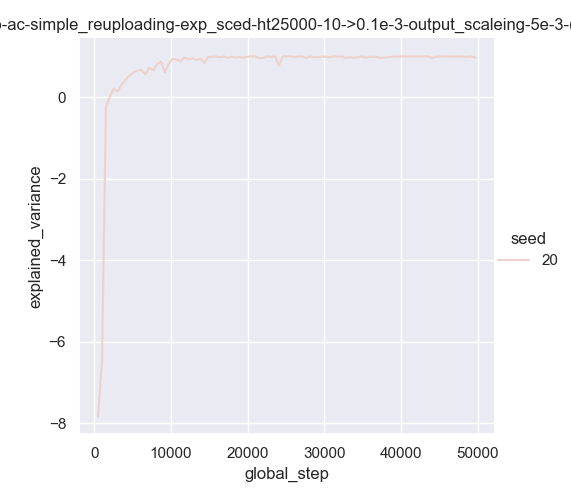 -ac-simple_reuploading-exp_sced-ht25000-10->0.1e-3-output_scaleing-5e-3-
0
−2
−4
−6
−8
explained_variance
0 10000 20000 30000 40000 50000
global_step
seed
20